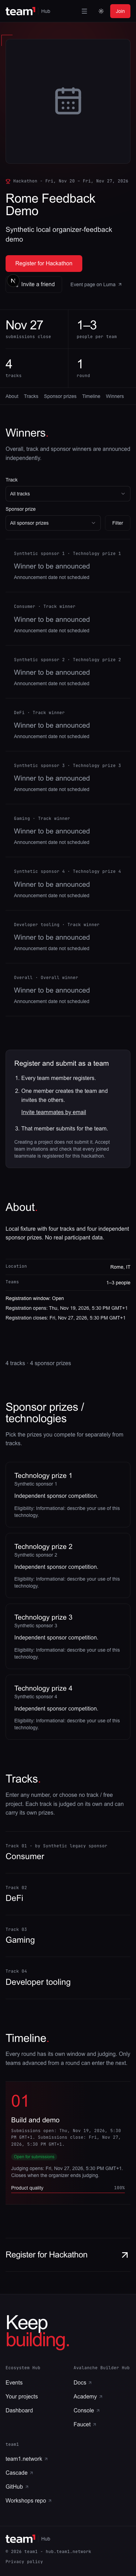 team1 Hub Join
Hackathon · Fri, Nov 20 – Fri, Nov 27, 2026
Rome Feedback
Demo
Synthetic local organizer-feedback
demo
Register for Hackathon
N
Invite a friend
Event page on Luma ↗
Nov 27
submissions close
1–3
people per team
4
tracks
1
round
About Tracks Sponsor prizes Timeline Winners
Winners.
Overall, track and sponsor winners are announced
independently.
Track
All tracks
Sponsor prize
All sponsor prizes
Filter
Synthetic sponsor 1 · Technology prize 1
Winner to be announced
Announcement date not scheduled
Consumer · Track winner
Winner to be announced
Announcement date not scheduled
Synthetic sponsor 2 · Technology prize 2
Winner to be announced
Announcement date not scheduled
DeFi · Track winner
Winner to be announced
Announcement date not scheduled
Synthetic sponsor 3 · Technology prize 3
Winner to be announced
Announcement date not scheduled
Gaming · Track winner
Winner to be announced
Announcement date not scheduled
Synthetic sponsor 4 · Technology prize 4
Winner to be announced
Announcement date not scheduled
Developer tooling · Track winner
Winner to be announced
Announcement date not scheduled
Overall · Overall winner
Winner to be announced
Announcement date not scheduled
Register and submit as a team
1. Every team member registers.
2. One member creates the team and
invites the others.
Invite teammates by email
3. That member submits for the team.
Creating a project does not submit it. Accept
team invitations and check that every joined
teammate is registered for this hackathon.
About.
Local fixture with four tracks and four independent
sponsor prizes. No real participant data.
Location Rome, IT
Teams 1–3 people
Registration window: Open
Registration opens: Thu, Nov 19, 2026, 5:30 PM GMT+1
Registration closes: Fri, Nov 27, 2026, 5:30 PM GMT+1
4 tracks · 4 sponsor prizes
Sponsor prizes /
technologies
Pick the prizes you compete for separately from
tracks.
Technology prize 1
Synthetic sponsor 1
Independent sponsor competition.
Eligibility: Informational: describe your use of this
technology.
Technology prize 2
Synthetic sponsor 2
Independent sponsor competition.
Eligibility: Informational: describe your use of this
technology.
Technology prize 3
Synthetic sponsor 3
Independent sponsor competition.
Eligibility: Informational: describe your use of this
technology.
Technology prize 4
Synthetic sponsor 4
Independent sponsor competition.
Eligibility: Informational: describe your use of this
technology.
Tracks.
Enter any number, or choose no track / free
project. Each track is judged on its own and can
carry its own prizes.
Track 01 · by Synthetic legacy sponsor
Consumer
Track 02
DeFi
Track 03
Gaming
Track 04
Developer tooling
Timeline.
Every round has its own window and judging. Only
teams advanced from a round can enter the next.
01
Build and demo
Submissions open: Thu, Nov 19, 2026, 5:30
PM GMT+1. Submissions close: Fri, Nov 27,
2026, 5:30 PM GMT+1.
Open for submissions
Judging opens: Fri, Nov 27, 2026, 5:30 PM GMT+1.
Closes when the organizer ends judging.
Product quality 100%
Register for Hackathon ↗
Keep
building.
Ecosystem Hub
Events
Your projects
Dashboard
Avalanche Builder Hub
Docs ↗
Academy ↗
Console ↗
Faucet ↗
team1
team1.network ↗
Cascade ↗
GitHub ↗
Workshops repo ↗
team1 Hub
© 2026 team1 · hub.team1.network
Privacy policy